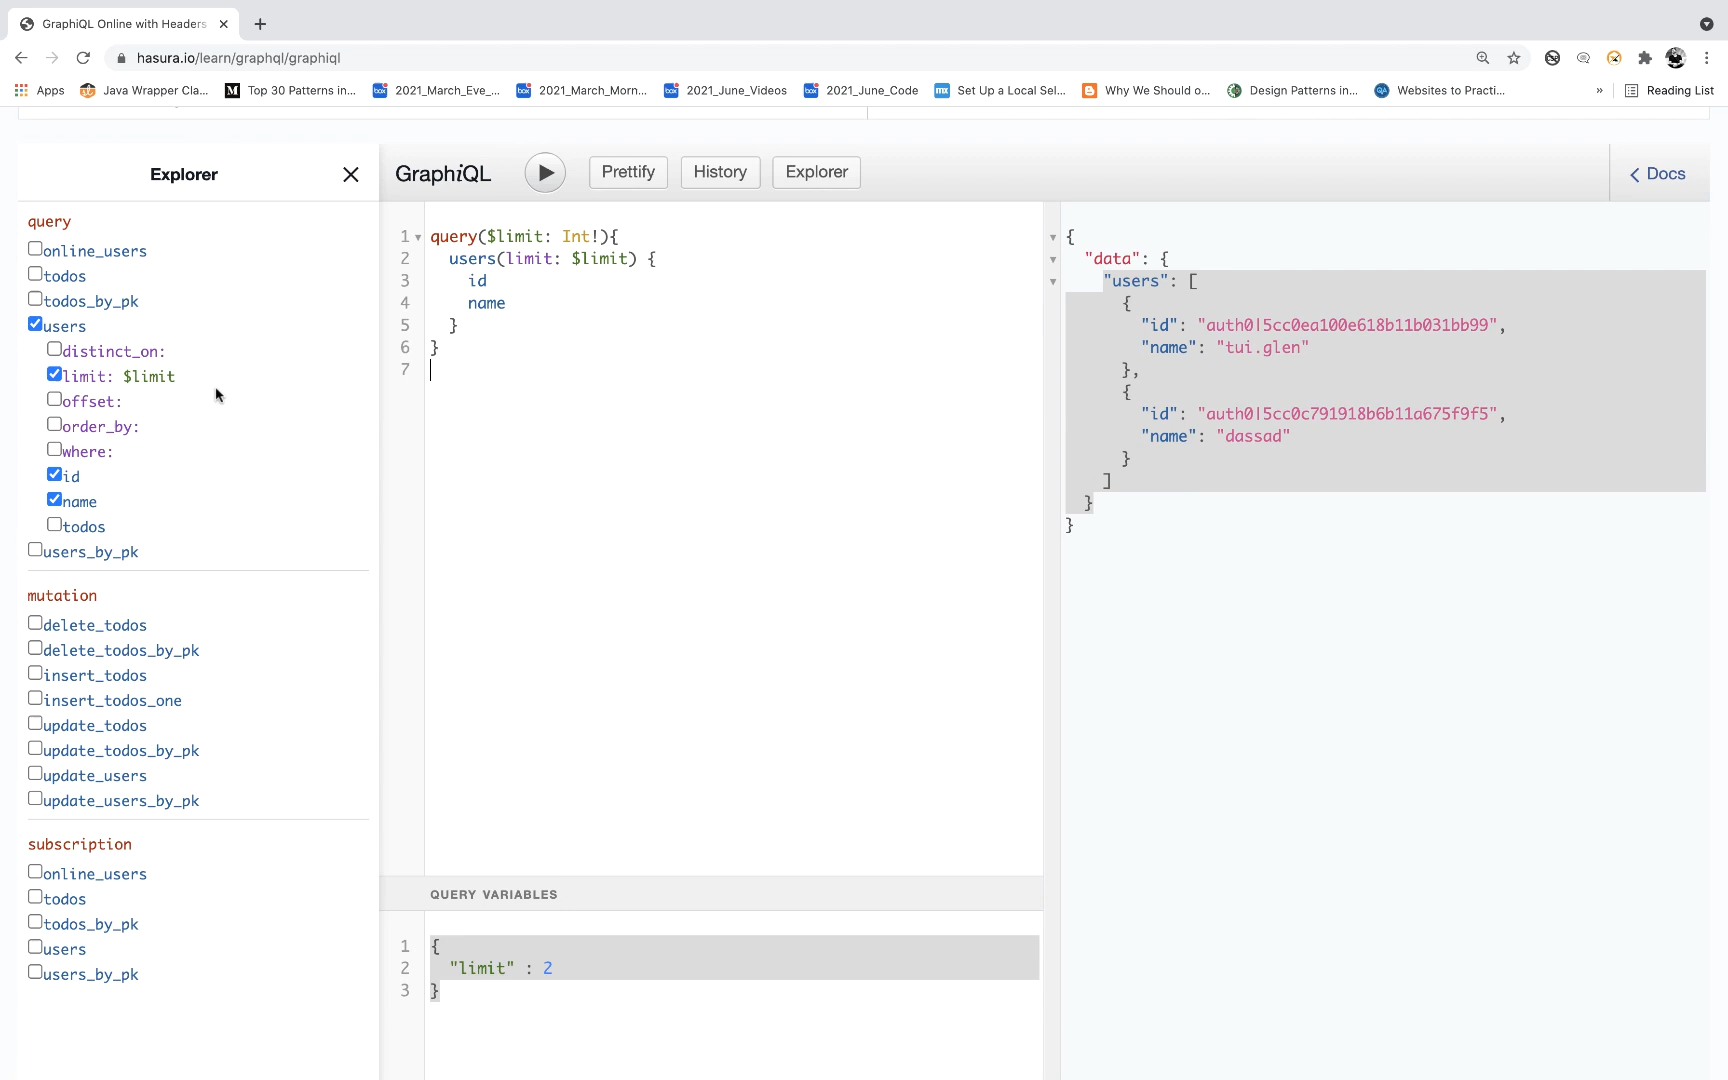 GraphiQL Online with Headers
hasura.io/learn/graphql/graphiql
Apps
Java Wrapper Cla...
Top 30 Patterns in...
2021_March_Eve_...
2021_March_Morn...
2021_June_Videos
2021_June_Code
Set Up a Local Sel...
Why We Should o...
Design Patterns in...
Websites to Practi...
»
Reading List
Explorer
GraphiQL
Prettify
History
Explorer
Docs
query
online_users
todos
todos_by_pk
users
distinct_on:
limit: $limit
offset:
order_by:
where:
id
name
todos
users_by_pk
mutation
delete_todos
delete_todos_by_pk
insert_todos
insert_todos_one
update_todos
update_todos_by_pk
update_users
update_users_by_pk
subscription
online_users
todos
todos_by_pk
users
users_by_pk
1 query($limit: Int!){
2 users(limit: $limit) {
3 id
4 name
5 }
6 }
7
QUERY VARIABLES
1 {
2 "limit" : 2
3 }
{
"data": {
"users": [
{
"id": "auth0|5cc0ea100e618b11b031bb99",
"name": "tui.glen"
},
{
"id": "auth0|5cc0c791918b6b11a675f9f5",
"name": "dassad"
}
]
}
}